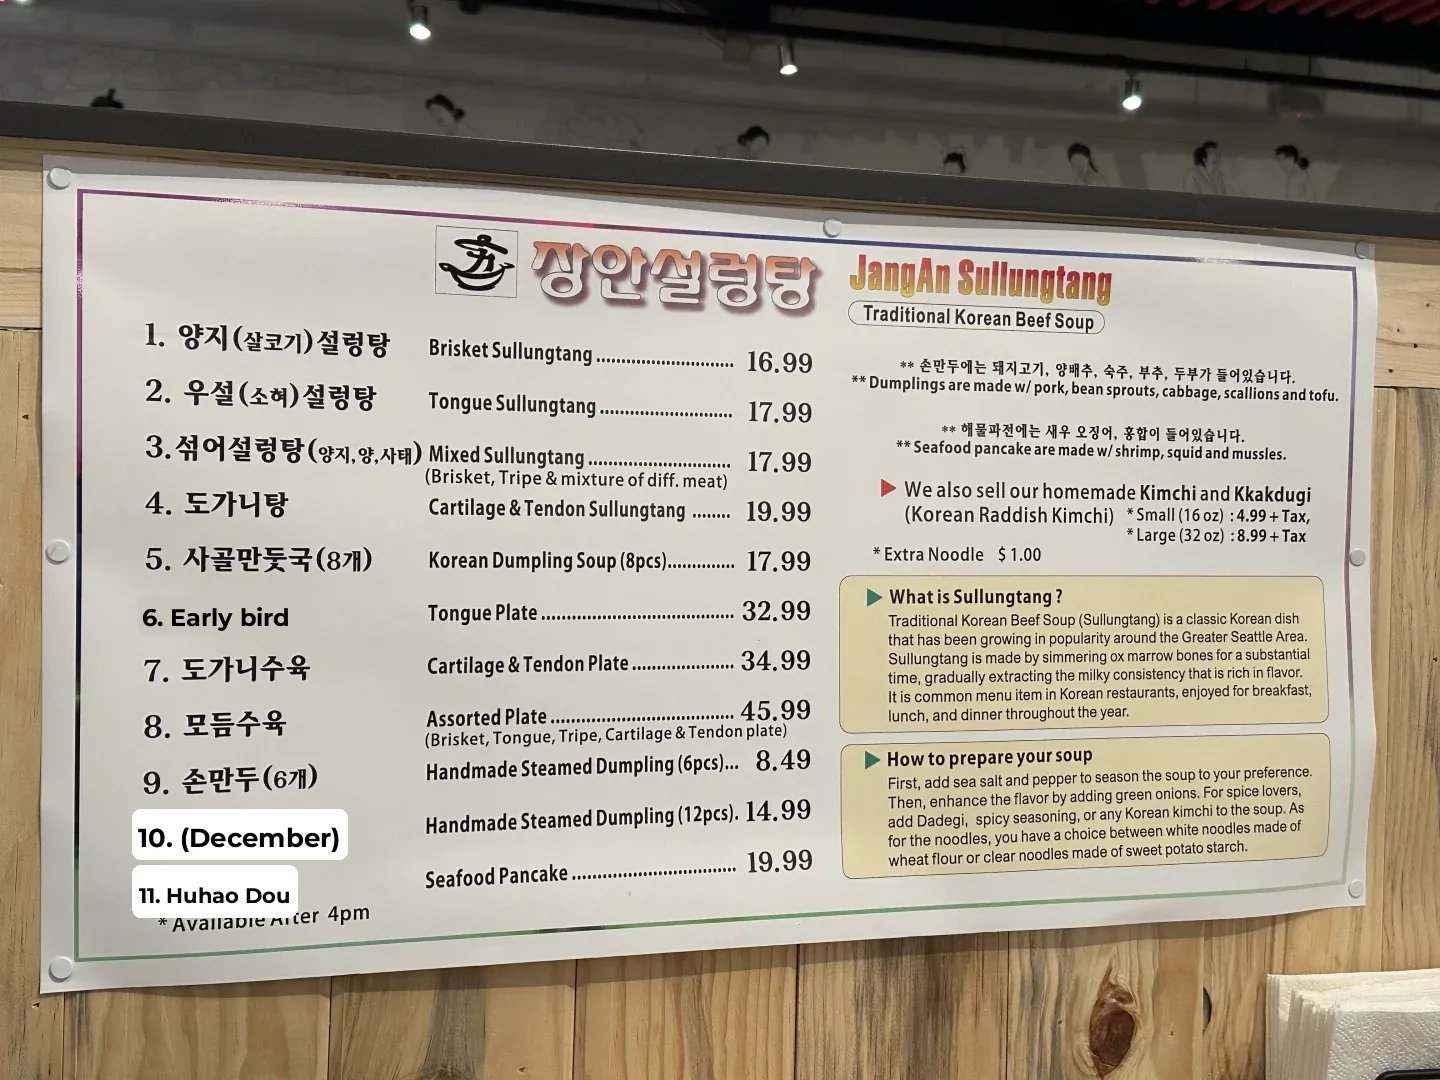 장안설렁탕 JangAn Sullungtang
Traditional Korean Beef Soup
1. 양지(살코기)설렁탕 Brisket Sullungtang 16.99
2. 우설(소혀)설렁탕 Tongue Sullungtang 17.99
3.섞어설렁탕(양지,양,사태) Mixed Sullungtang 17.99
(Brisket, Tripe & mixture of diff. meat)
4. 도가니탕 Cartilage & Tendon Sullungtang 19.99
5. 사골만둣국(8개) Korean Dumpling Soup (8pcs) 17.99
6. Early bird Tongue Plate 32.99
7. 도가니수육 Cartilage & Tendon Plate 34.99
8. 모듬수육 Assorted Plate 45.99
(Brisket, Tongue, Tripe, Cartilage & Tendon plate)
9. 손만두(6개) Handmade Steamed Dumpling (6pcs)... 8.49
10. (December) Handmade Steamed Dumpling (12pcs). 14.99
11. Huhao Dou Seafood Pancake 19.99
* Available After 4pm
** 손만두에는 돼지고기, 양배추, 숙주, 부추, 두부가 들어있습니다.
** Dumplings are made w/ pork, bean sprouts, cabbage, scallions and tofu.
** 해물파전에는 새우 오징어, 홍합이 들어있습니다.
** Seafood pancake are made w/ shrimp, squid and mussles.
We also sell our homemade Kimchi and Kkakdugi
(Korean Raddish Kimchi) * Small (16 oz) : 4.99 + Tax,
* Large (32 oz) : 8.99 + Tax
* Extra Noodle $ 1.00
What is Sullungtang ?
Traditional Korean Beef Soup (Sullungtang) is a classic Korean dish
that has been growing in popularity around the Greater Seattle Area.
Sullungtang is made by simmering ox marrow bones for a substantial
time, gradually extracting the milky consistency that is rich in flavor.
It is common menu item in Korean restaurants, enjoyed for breakfast,
lunch, and dinner throughout the year.
How to prepare your soup
First, add sea salt and pepper to season the soup to your preference.
Then, enhance the flavor by adding green onions. For spice lovers,
add Dadegi, spicy seasoning, or any Korean kimchi to the soup. As
for the noodles, you have a choice between white noodles made of
wheat flour or clear noodles made of sweet potato starch.